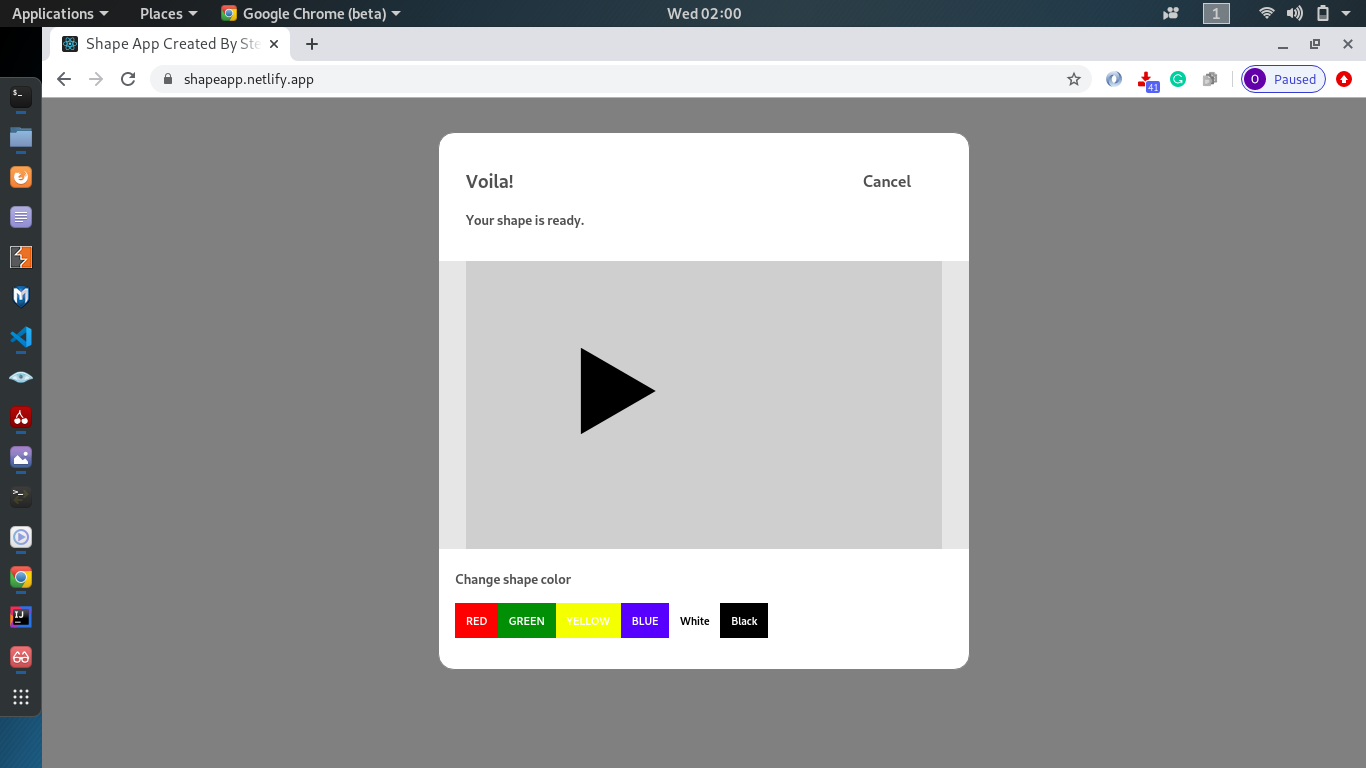 Applications Places Google Chrome (beta) Wed 02:00 1
Shape App Created By Ste
shapeapp.netlify.app 41 O Paused
Voila! Cancel
Your shape is ready.
Change shape color
RED GREEN YELLOW BLUE White Black